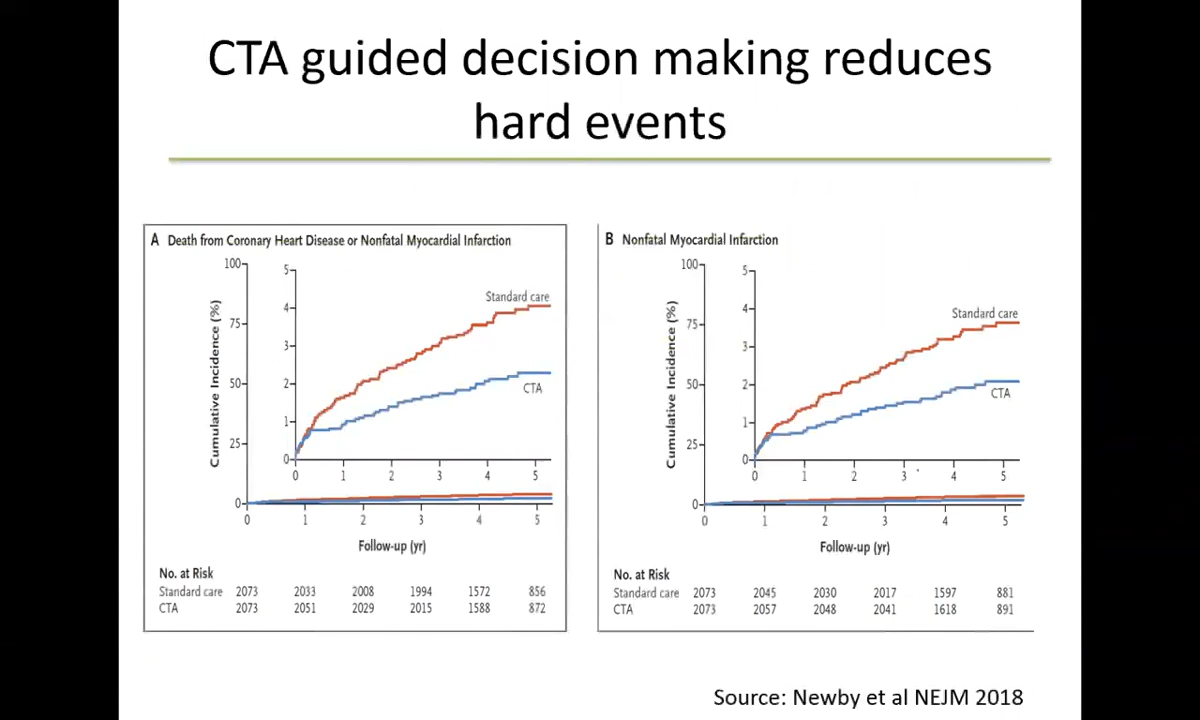 CTA guided decision making reduces
hard events
A Death from Coronary Heart Disease or Nonfatal Myocardial Infarction
Cumulative Incidence (%)
100
75
50
25
0
5
4
3
2
1
0
Standard care
CTA
0 1 2 3 4 5
0 1 2 3 4 5
Follow-up (yr)
No. at Risk
Standard care 2073 2033 2008 1994 1572 856
CTA 2073 2051 2029 2015 1588 872
B Nonfatal Myocardial Infarction
Cumulative Incidence (%)
100
75
50
25
0
5
4
3
2
1
0
Standard care
CTA
0 1 2 3 4 5
0 1 2 3 4 5
Follow-up (yr)
No. at Risk
Standard care 2073 2045 2030 2017 1597 881
CTA 2073 2057 2048 2041 1618 891
Source: Newby et al NEJM 2018